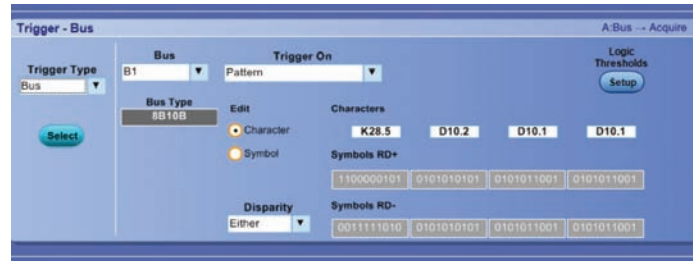 Trigger - Bus
A:Bus → Acquire
Trigger Type
Bus
Select
Bus
B1
Bus Type
8B10B
Trigger On
Pattern
Logic
Thresholds
Setup
Edit
Character
Symbol
Disparity
Either
Characters
K28.5 D10.2 D10.1 D10.1
Symbols RD+
1100000101 0101010101 0101011001 0101011001
Symbols RD-
0011111010 0101010101 0101011001 0101011001